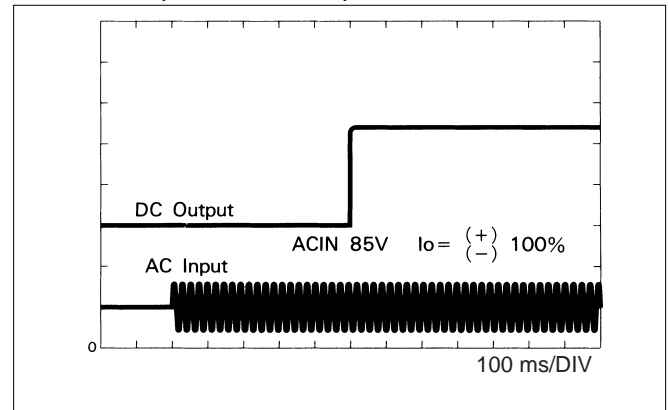 DC Output
ACIN 85V Io= (+) (−) 100%
AC Input
0
100 ms/DIV